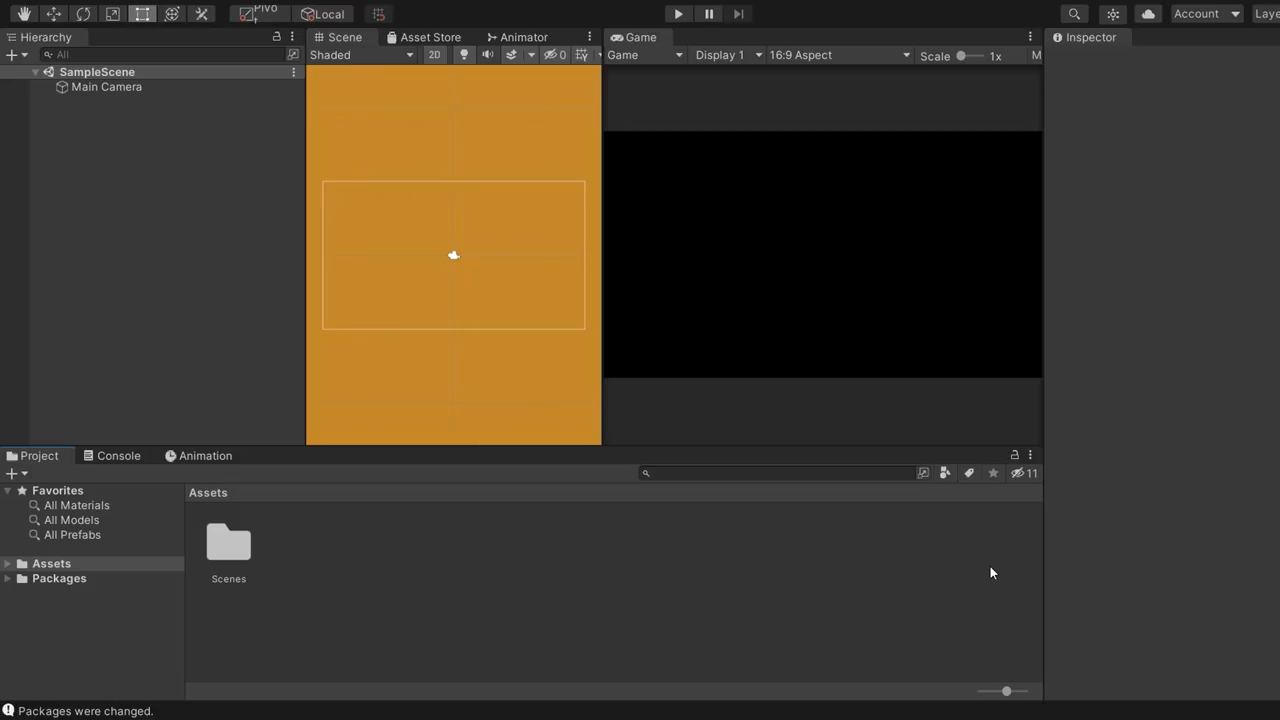 Pivot
Local
Account
Laye
Hierarchy
All
SampleScene
Main Camera
Scene
Asset Store
Animator
Shaded
2D
0
Game
Game
Display 1
16:9 Aspect
Scale
1x
M
Inspector
Project
Console
Animation
11
Favorites
All Materials
All Models
All Prefabs
Assets
Packages
Assets
Scenes
Packages were changed.